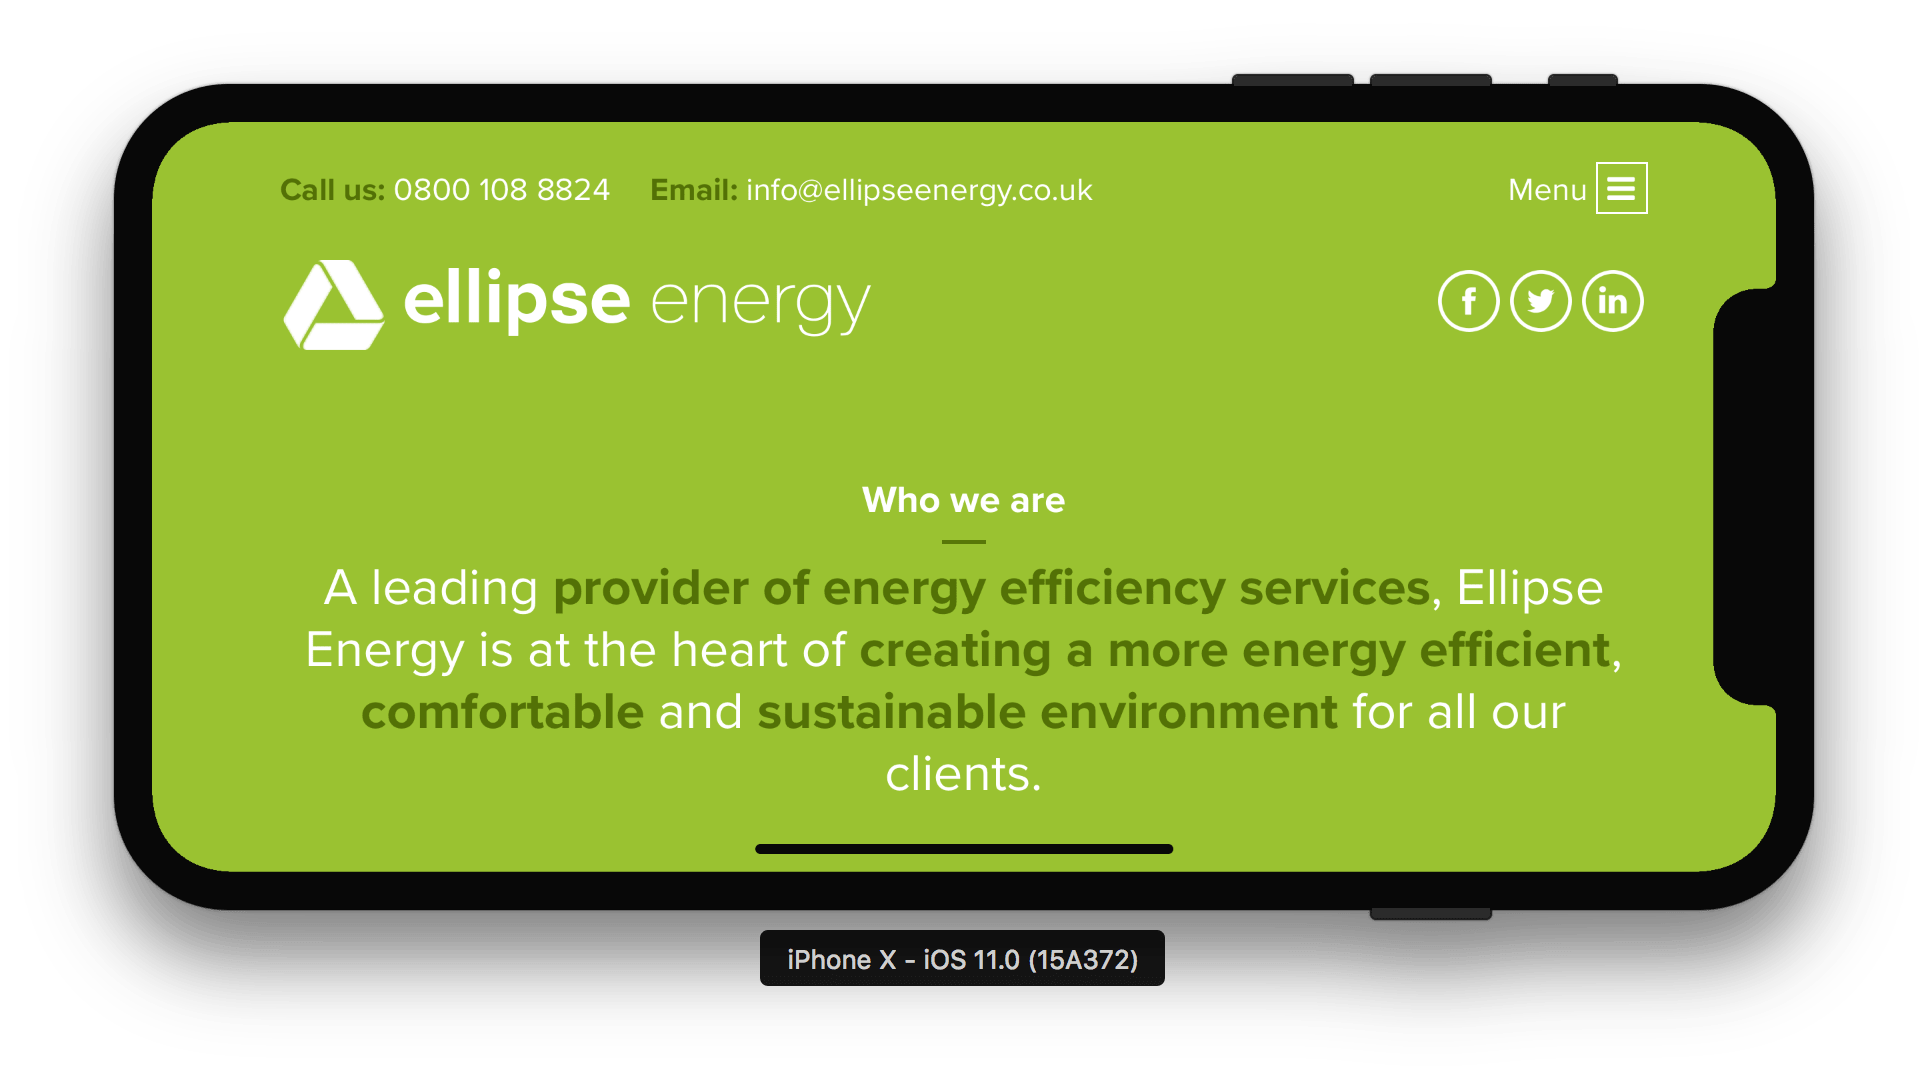 Call us: 0800 108 8824 Email: info@ellipseenergy.co.uk Menu
ellipse energy
Who we are
A leading provider of energy efficiency services, Ellipse
Energy is at the heart of creating a more energy efficient,
comfortable and sustainable environment for all our
clients.
iPhone X - iOS 11.0 (15A372)